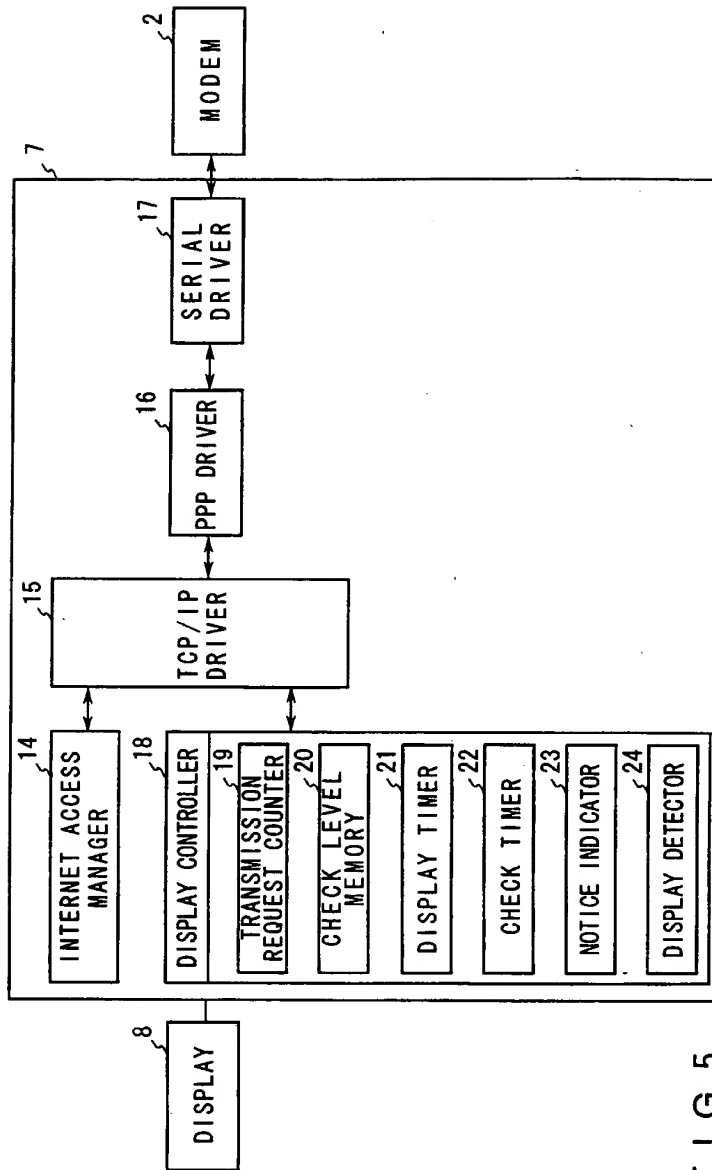 8
DISPLAY
7
14
INTERNET ACCESS
MANAGER
18
DISPLAY CONTROLLER
19
TRANSMISSION
REQUEST COUNTER
20
CHECK LEVEL
MEMORY
21
DISPLAY TIMER
22
CHECK TIMER
23
NOTICE INDICATOR
24
DISPLAY DETECTOR
15
TCP/IP
DRIVER
16
PPP DRIVER
17
SERIAL
DRIVER
2
MODEM
FIG 5